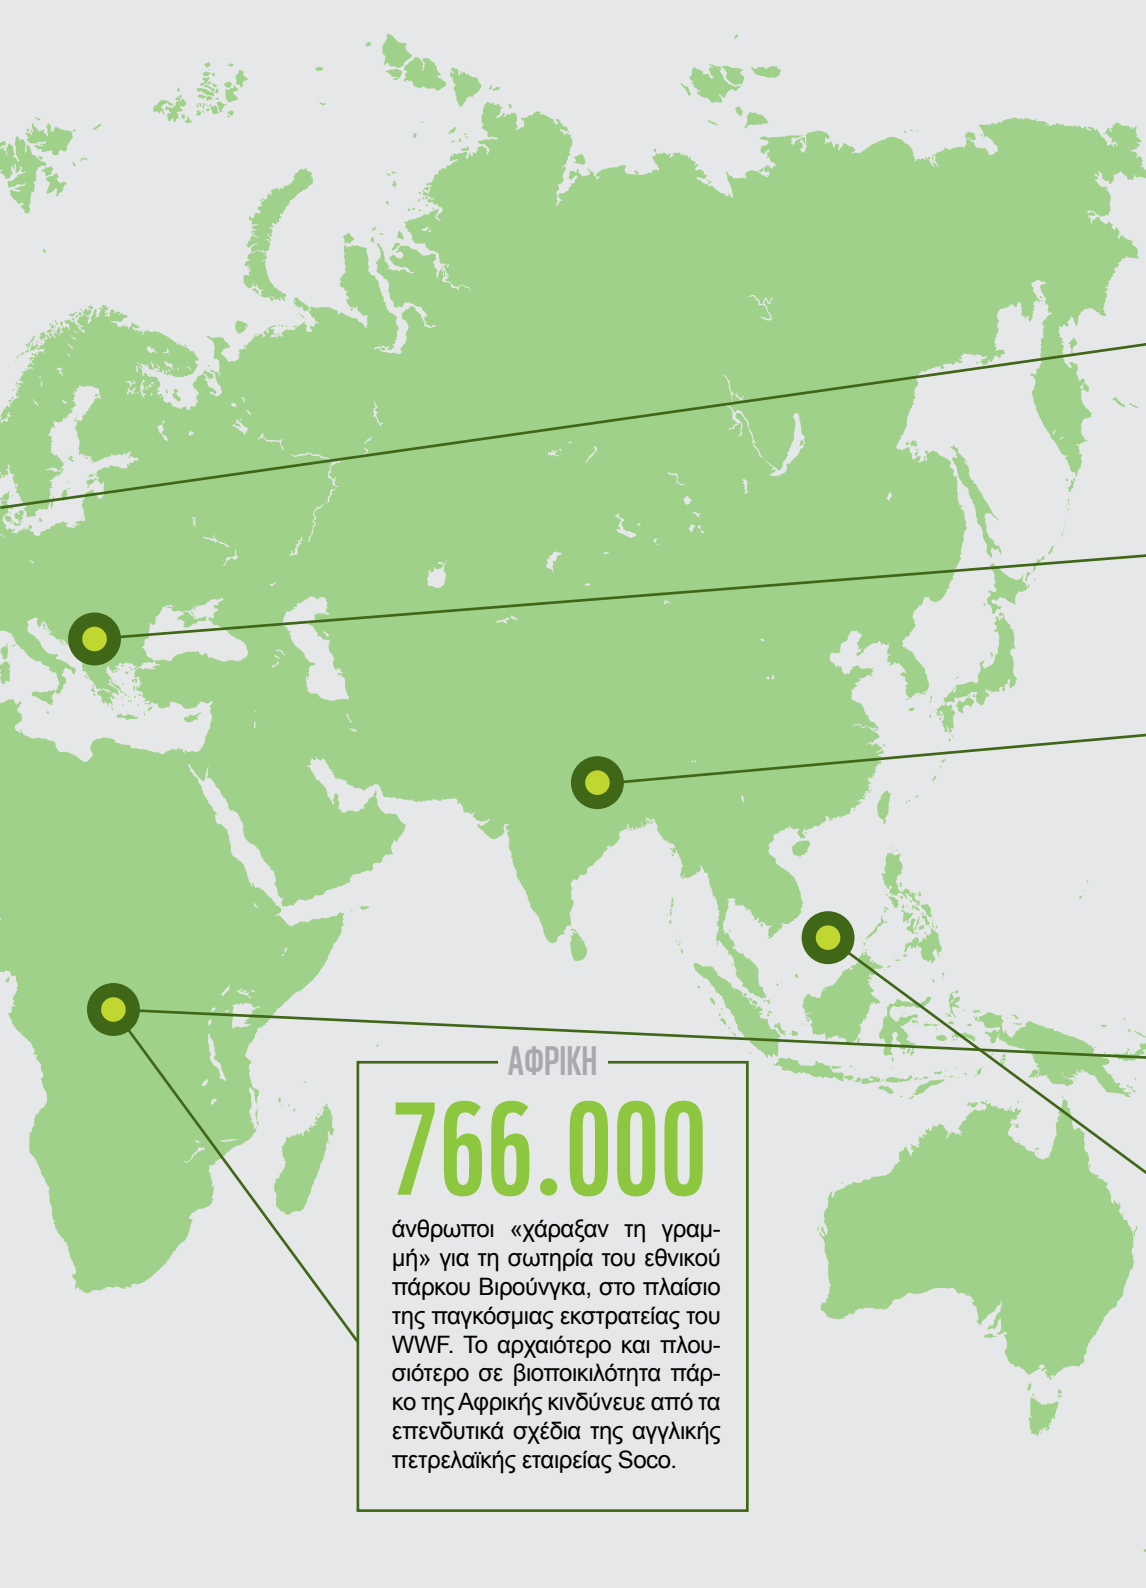 ΑΦΡΙΚΗ
766.000
άνθρωποι «χάραξαν τη γραμ-
μή» για τη σωτηρία του εθνικού
πάρκου Βιρούνγκα, στο πλαίσιο
της παγκόσμιας εκστρατείας του
WWF. Το αρχαιότερο και πλου-
σιότερο σε βιοποικιλότητα πάρ-
κο της Αφρικής κινδύνευε από τα
επενδυτικά σχέδια της αγγλικής
πετρελαϊκής εταιρείας Soco.